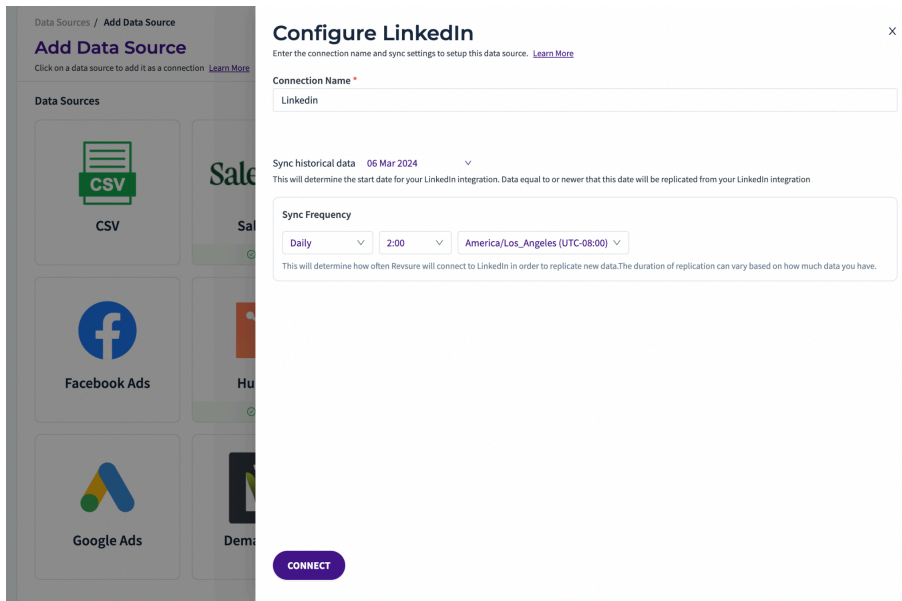 Data Sources / Add Data Source
Add Data Source
Click on a data source to add it as a connection Learn More
Data Sources
CSV
CSV
Facebook Ads
Google Ads
Configure LinkedIn
X
Enter the connection name and sync settings to setup this data source. Learn More
Connection Name *
Linkedin
Sync historical data 06 Mar 2024
This will determine the start date for your LinkedIn integration. Data equal to or newer that this date will be replicated from your LinkedIn integration
Sync Frequency
Daily 2:00 America/Los_Angeles (UTC-08:00)
This will determine how often Revsure will connect to LinkedIn in order to replicate new data.The duration of replication can vary based on how much data you have.
CONNECT